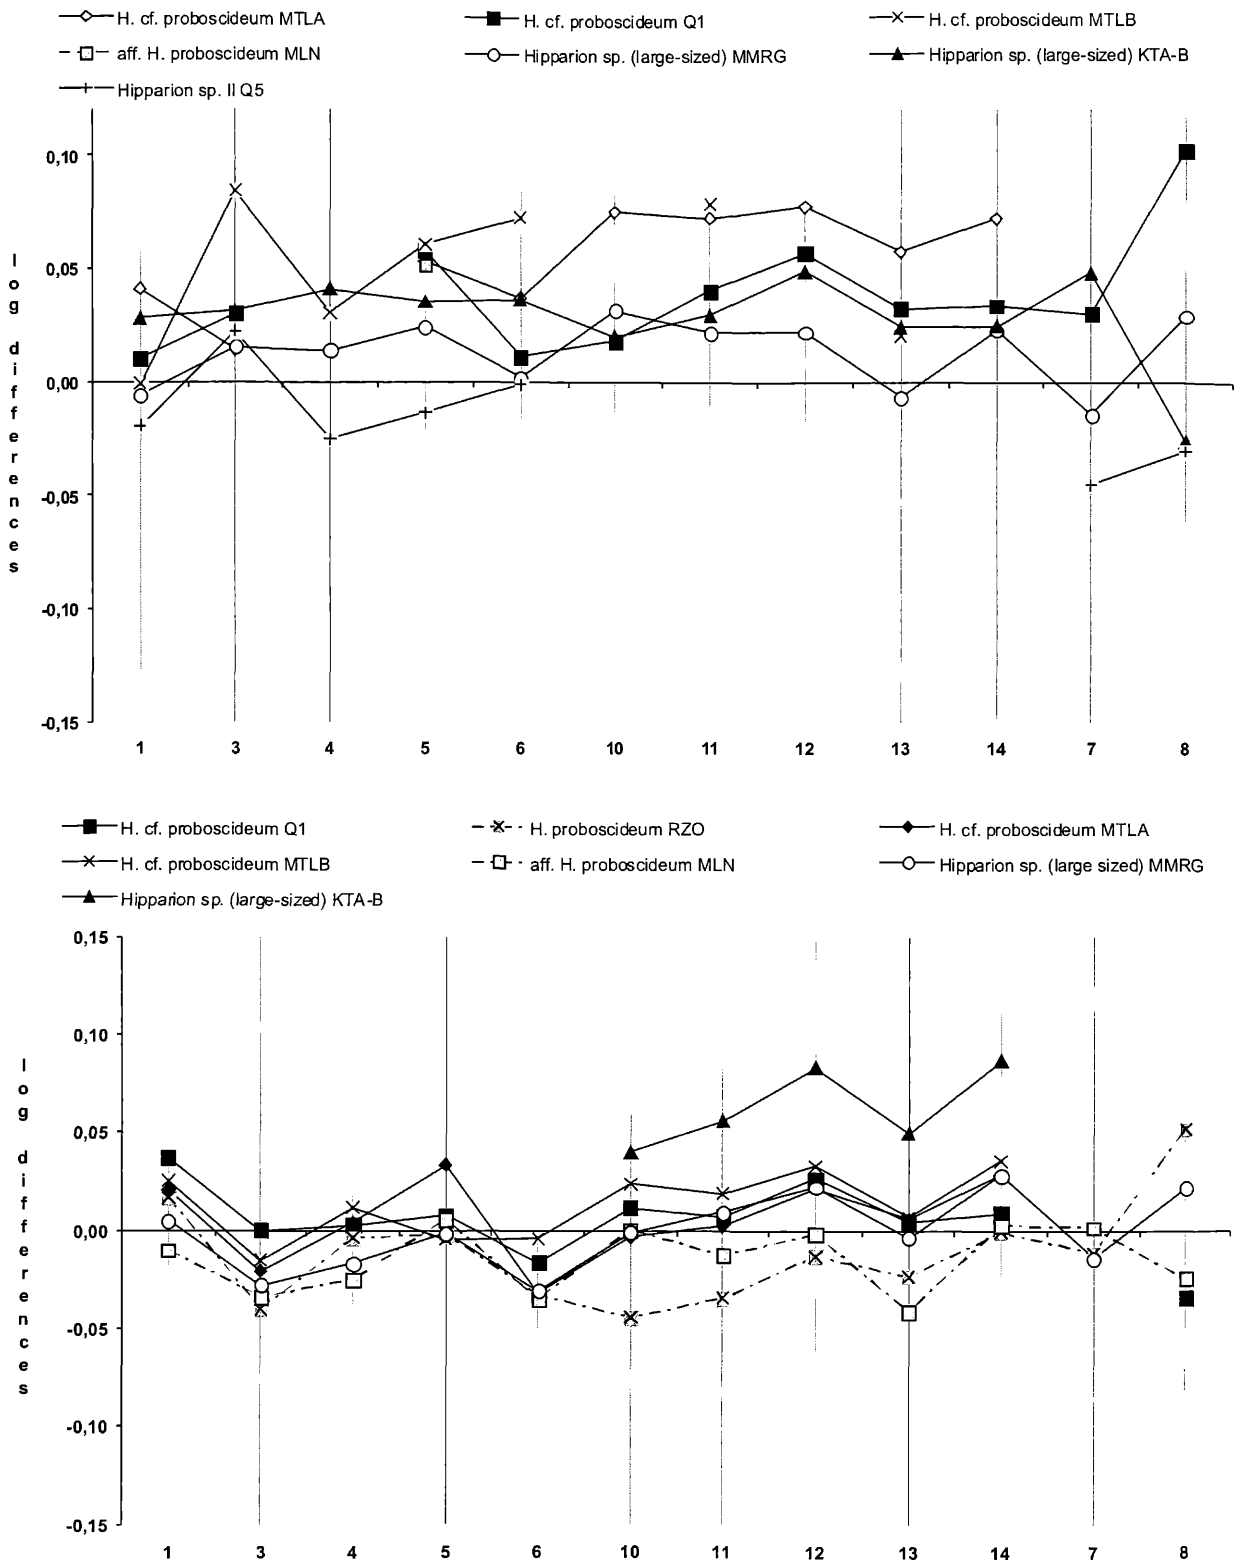 H. cf. proboscideum MTLA H. cf. proboscideum Q1 H. cf. proboscideum MTLB
aff. H. proboscideum MLN Hipparion sp. (large-sized) MMRG Hipparion sp. (large-sized) KTA-B
Hipparion sp. II Q5
0,10
0,05
0,00
-0,05
-0,10
-0,15
log differences
1 3 4 5 6 10 11 12 13 14 7 8
H. cf. proboscideum Q1 H. proboscideum RZO H. cf. proboscideum MTLA
H. cf. proboscideum MTLB aff. H. proboscideum MLN Hipparion sp. (large sized) MMRG
Hipparion sp. (large-sized) KTA-B
0,15
0,10
0,05
0,00
-0,05
-0,10
-0,15
log differences
1 3 4 5 6 10 11 12 13 14 7 8